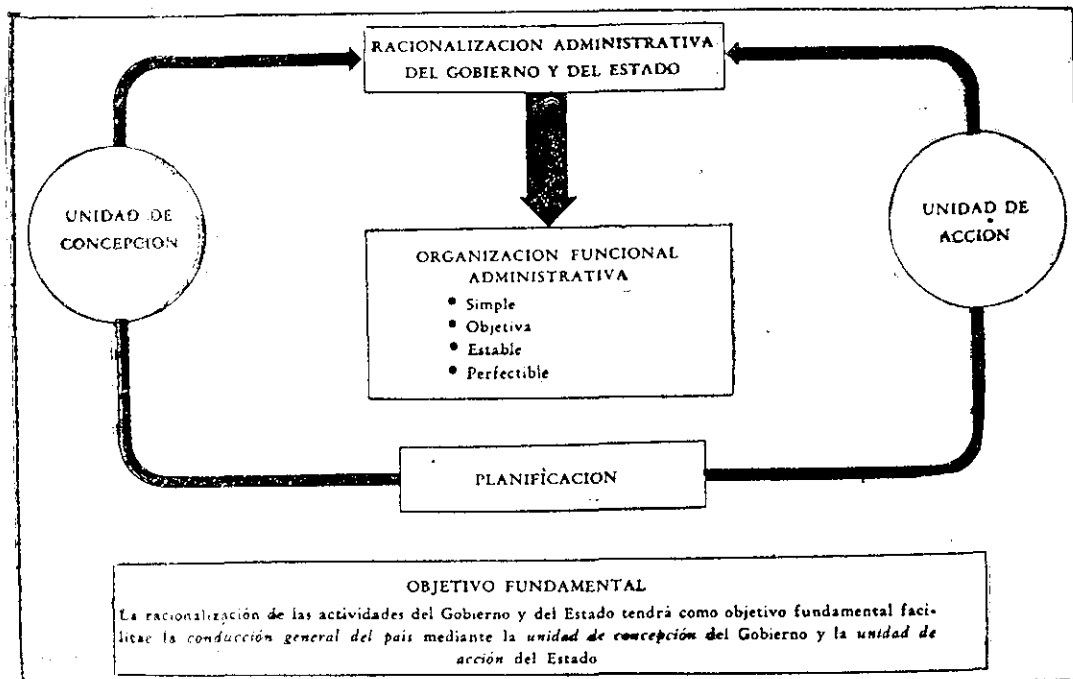 RACIONALIZACION ADMINISTRATIVA
DEL GOBIERNO Y DEL ESTADO
UNIDAD DE
CONCEPCION
UNIDAD DE
ACCION
ORGANIZACION FUNCIONAL
ADMINISTRATIVA
• Simple
• Objetiva
• Estable
• Perfectible
PLANIFICACION
OBJETIVO FUNDAMENTAL
La racionalización de las actividades del Gobierno y del Estado tendrá como objetivo fundamental faci-
litae la conducción general del pais mediante la unidad de concepción del Gobierno y la unidad de
acción del Estado